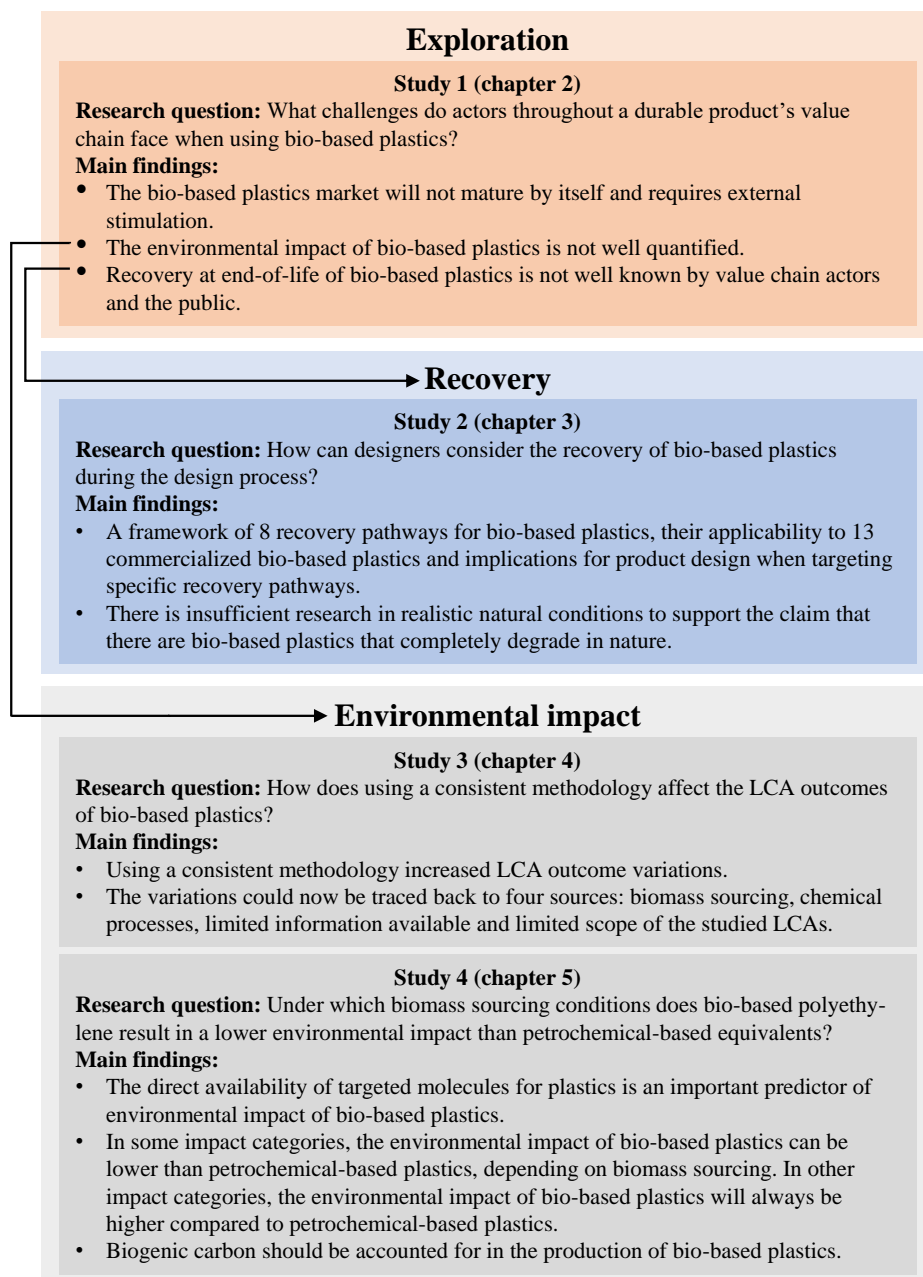 Exploration
Study 1 (chapter 2)
Research question: What challenges do actors throughout a durable product's value
chain face when using bio-based plastics?
Main findings:
• The bio-based plastics market will not mature by itself and requires external
stimulation.
• The environmental impact of bio-based plastics is not well quantified.
• Recovery at end-of-life of bio-based plastics is not well known by value chain actors
and the public.
Recovery
Study 2 (chapter 3)
Research question: How can designers consider the recovery of bio-based plastics
during the design process?
Main findings:
• A framework of 8 recovery pathways for bio-based plastics, their applicability to 13
commercialized bio-based plastics and implications for product design when targeting
specific recovery pathways.
• There is insufficient research in realistic natural conditions to support the claim that
there are bio-based plastics that completely degrade in nature.
Environmental impact
Study 3 (chapter 4)
Research question: How does using a consistent methodology affect the LCA outcomes
of bio-based plastics?
Main findings:
• Using a consistent methodology increased LCA outcome variations.
• The variations could now be traced back to four sources: biomass sourcing, chemical
processes, limited information available and limited scope of the studied LCAs.
Study 4 (chapter 5)
Research question: Under which biomass sourcing conditions does bio-based polyethy-
lene result in a lower environmental impact than petrochemical-based equivalents?
Main findings:
• The direct availability of targeted molecules for plastics is an important predictor of
environmental impact of bio-based plastics.
• In some impact categories, the environmental impact of bio-based plastics can be
lower than petrochemical-based plastics, depending on biomass sourcing. In other
impact categories, the environmental impact of bio-based plastics will always be
higher compared to petrochemical-based plastics.
• Biogenic carbon should be accounted for in the production of bio-based plastics.